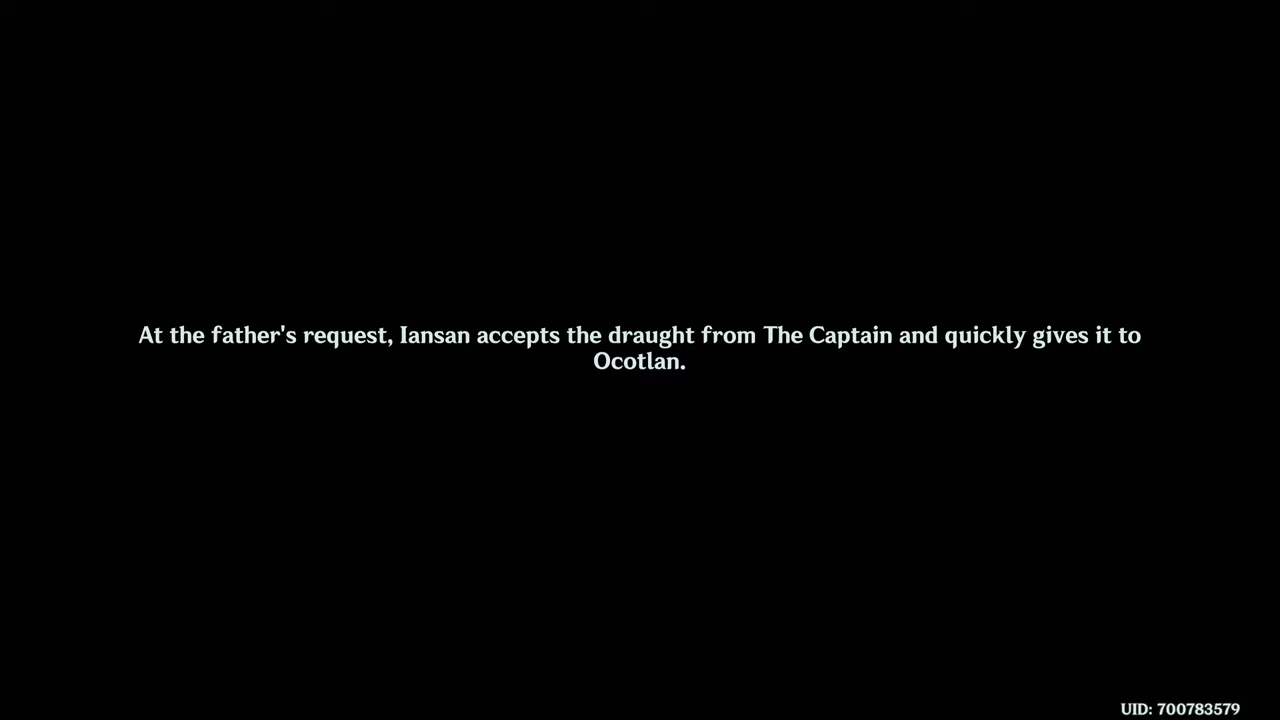 At the father's request, Iansan accepts the draught from The Captain and quickly gives it to
Ocotlan.
UID: 700783579